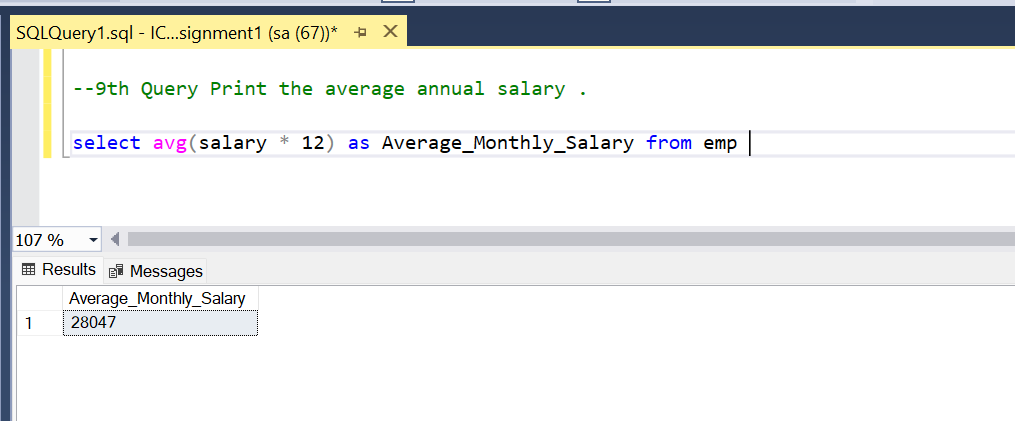 SQLQuery1.sql - IC...signment1 (sa (67))*
--9th Query Print the average annual salary .
select avg(salary * 12) as Average_Monthly_Salary from emp
107 %
Results Messages
Average_Monthly_Salary
1 28047